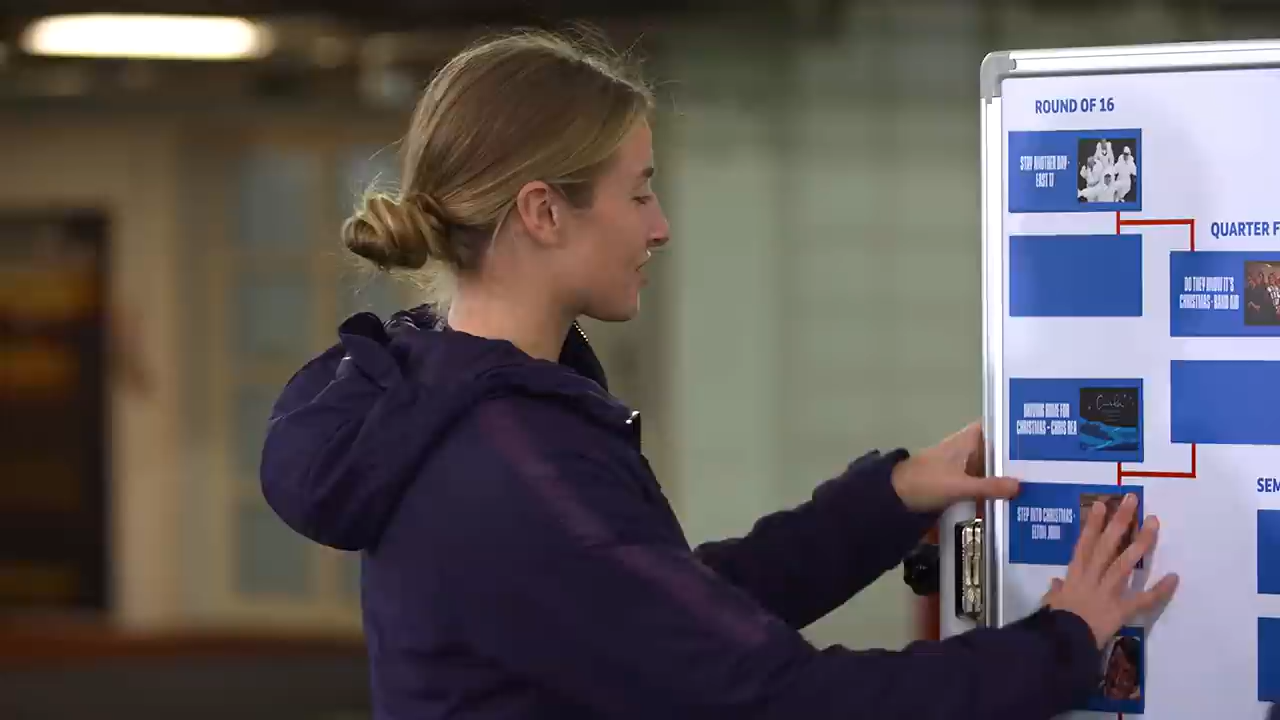 ROUND OF 16
STAY ANOTHER DAY -
EAST 17
QUARTER F
DO THEY KNOW IT'S
CHRISTMAS - BAND AID
DRIVING HOME FOR
CHRISTMAS - CHRIS REA
STEP INTO CHRISTMAS -
ELTON JOHN
SEM